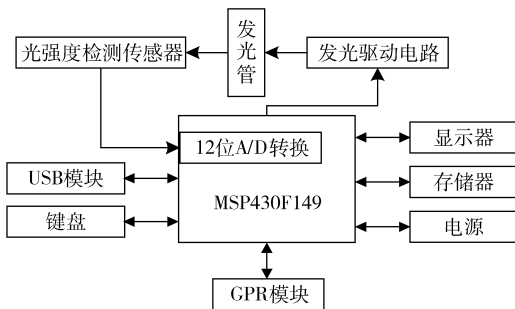 光强度检测传感器
发光管
发光驱动电路
12位A/D转换
MSP430F149
USB模块
键盘
显示器
存储器
电源
GPR模块